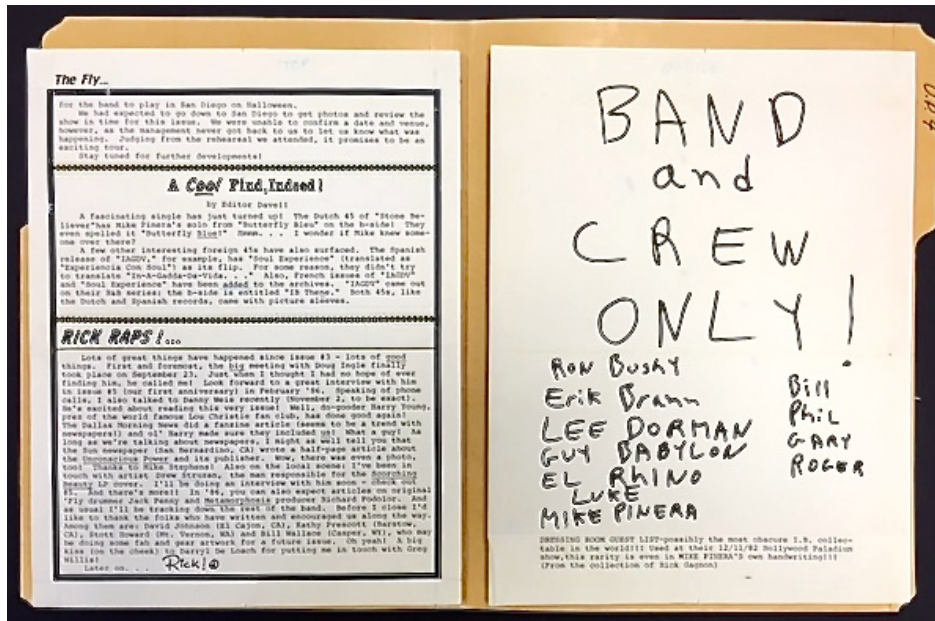 The Fly...
for the band to play in San Diego on Halloween.
We had expected to go down to San Diego to get photos and review the
show in time for this issue. We were unable to confirm a date and venue,
however, as the management never got back to us to let us know what was
happening. Judging from the rehearsal we attended, it promises to be an
exciting tour.
Stay tuned for further developments!
A Cool Find, Indeed!
by Editor Dave!!
A fascinating single has just turned up! The Dutch 45 of "Stone Be-
liever"has Mike Pinera's solo from "Butterfly Bleu" on the b-side! They
even spelled it "Butterfly Blue!" Hmmm. . . I wonder if Mike knew some-
one over there?
A few other interesting foreign 45s have also surfaced. The Spanish
release of "IAGDV," for example, has "Soul Experience" (translated as
"Experiencia Con Soul") as its flip. For some reason, they didn't try
to translate "In-A-Gadda-Da-Vida. . ." Also, French issues of "IAGDV"
and "Soul Experience" have been added to the archives. "IAGDV" came out
on their R&B series; the b-side is entitled "IB Theme." Both 45s, like
the Dutch and Spanish records, came with picture sleeves.
RICK RAPS!...
Lots of great things have happened since issue #3 - lots of good
things. First and foremost, the big meeting with Doug Ingle finally
took place on September 23. Just when I thought I had no hope of ever
finding him, he called me! Look forward to a great interview with him
in issue #5 (our first anniversary) in February '86. Speaking of phone
calls, I also talked to Danny Weis recently (November 2, to be exact).
He's excited about reading this very issue! Well, do-gooder Harry Young,
pres of the world famous Lou Christie fan club, has done good again!
The Dallas Morning News did a fanzine article (seems to be a trend with
newspapers!) and ol' Harry made sure they included us! What a guy! As
long as we're talking about newspapers, I might as well tell you that
the Sun newspaper (San Bernardino, CA) wrote a half-page article about
the Unconscious Power and its publisher. Wow, there was even a photo,
too! Thanks to Mike Stephens! Also on the local scene: I've been in
touch with artist Drew Struzan, the man responsible for the Scorching
Beauty LP cover. I'll be doing an interview with him soon - check out
#5. And there's more!! In '86, you can also expect articles on original
'Fly drummer Jack Penny and Metamorphosis producer Richard Podolor. And
as usual I'll be tracking down the rest of the band. Before I close I'd
like to thank the folks who have written and encouraged us along the way.
Among them are: David Johnson (El Cajon, CA), Kathy Prescott (Barstow,
CA), Stott Howard (Mt. Vernon, WA) and Bill Wallace (Casper, WY), who may
be doing some fab and gear artwork for a future issue! Oh yeah! A big
kiss (on the cheek) to Darryl De Loach for putting me in touch with Greg
Willis!
Later on. . . Rick!
BAND
and
CREW
ONLY!
RON BUSHY
Erik Brann
LEE DORMAN
GUY BABYLON
EL RHINO
LUKE
MIKE PINERA
Bill
Phil
GARY
ROGER
DRESSING ROOM GUEST LIST-possibly the most obscure I.B. collec-
table in the world!!! Used at their 12/11/82 Hollywood Paladium
show, this rarity is even in MIKE PINERA'S own handwriting!!!
(From the collection of Rick Gagnon)